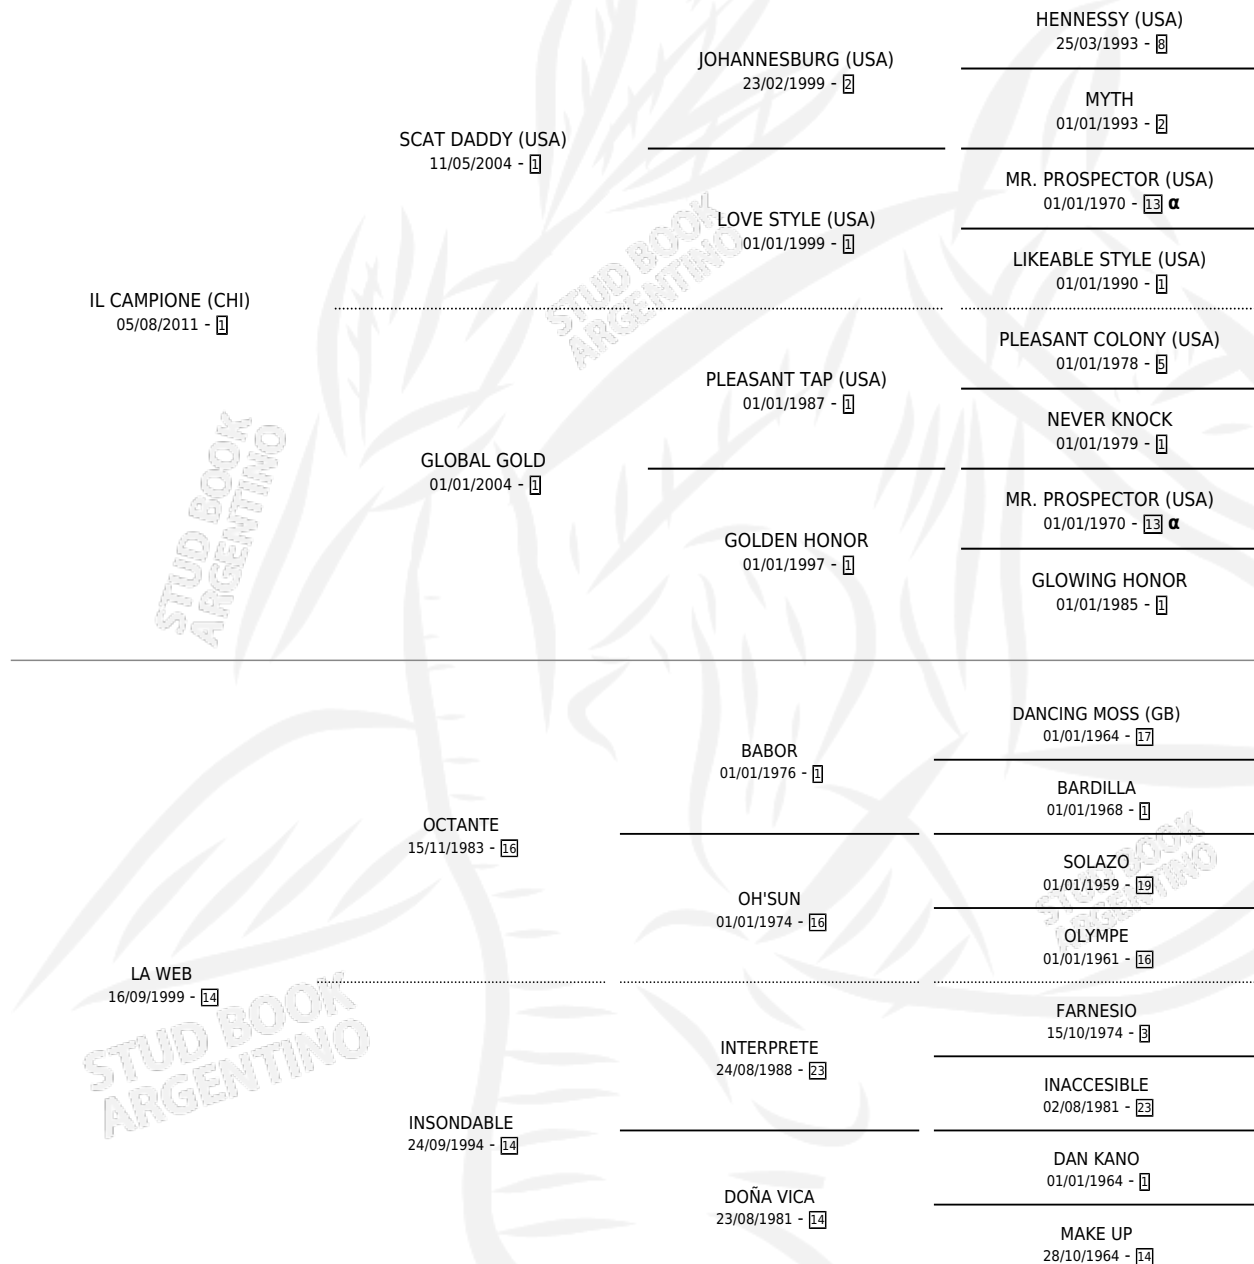 HENNESSY (USA)
25/03/1993 - 8
JOHANNESBURG (USA)
23/02/1999 - 2
MYTH
01/01/1993 - 2
SCAT DADDY (USA)
11/05/2004 - 1
MR. PROSPECTOR (USA)
01/01/1970 - 13 α
LOVE STYLE (USA)
01/01/1999 - 1
LIKEABLE STYLE (USA)
01/01/1990 - 1
IL CAMPIONE (CHI)
05/08/2011 - 1
PLEASANT COLONY (USA)
01/01/1978 - 5
PLEASANT TAP (USA)
01/01/1987 - 1
NEVER KNOCK
01/01/1979 - 1
GLOBAL GOLD
01/01/2004 - 1
MR. PROSPECTOR (USA)
01/01/1970 - 13 α
GOLDEN HONOR
01/01/1997 - 1
GLOWING HONOR
01/01/1985 - 1
DANCING MOSS (GB)
01/01/1964 - 17
BABOR
01/01/1976 - 1
BARDILLA
01/01/1968 - 1
OCTANTE
15/11/1983 - 16
SOLAZO
01/01/1959 - 19
OH'SUN
01/01/1974 - 16
OLYMPE
01/01/1961 - 16
LA WEB
16/09/1999 - 14
FARNESIO
15/10/1974 - 3
INTERPRETE
24/08/1988 - 23
INACCESIBLE
02/08/1981 - 23
INSONDABLE
24/09/1994 - 14
DAN KANO
01/01/1964 - 1
DOÑA VICA
23/08/1981 - 14
MAKE UP
28/10/1964 - 14
STUD BOOK
ARGENTINO
STUD BOOK
ARGENTINO
STUD BOOK
ARGENTINO
STUD BOOK
ARGENTINO